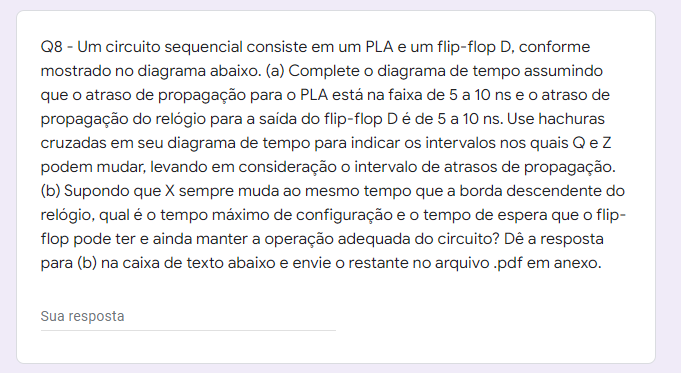 Q8 - Um circuito sequencial consiste em um PLA e um flip-flop D, conforme
mostrado no diagrama abaixo. (a) Complete o diagrama de tempo assumindo
que o atraso de propagação para o PLA está na faixa de 5 a 10 ns e o atraso de
propagação do relógio para a saída do flip-flop D é de 5 a 10 ns. Use hachuras
cruzadas em seu diagrama de tempo para indicar os intervalos nos quais Q e Z
podem mudar, levando em consideração o intervalo de atrasos de propagação.
(b) Supondo que X sempre muda ao mesmo tempo que a borda descendente do
relógio, qual é o tempo máximo de configuração e o tempo de espera que o flip-
flop pode ter e ainda manter a operação adequada do circuito? Dê a resposta
para (b) na caixa de texto abaixo e envie o restante no arquivo .pdf em anexo.
Sua resposta